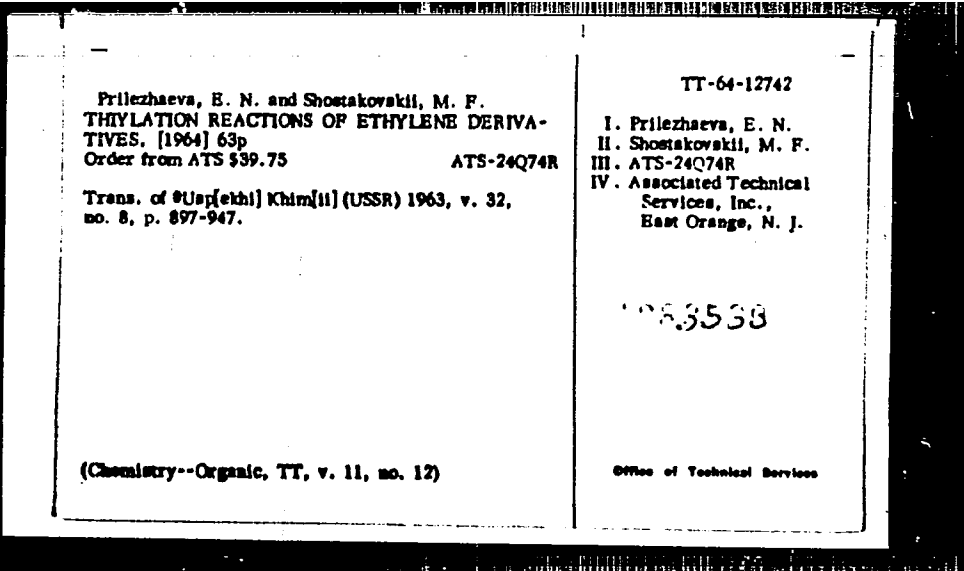 Prilezhaeva, E. N. and Shostakovskii, M. F.
THIYLATION REACTIONS OF ETHYLENE DERIVA-
TIVES. [1964] 63p
Order from ATS $39.75 ATS-24Q74R
Trans. of *Usp[ekhi] Khim[ii] (USSR) 1963, v. 32,
no. 8, p. 897-947.
(Chemistry--Organic, TT, v. 11, no. 12)
TT-64-12742
I. Prilezhaeva, E. N.
II. Shostakovskii, M. F.
III. ATS-24Q74R
IV. Associated Technical
Services, Inc.,
East Orange, N. J.
Office of Technical Services